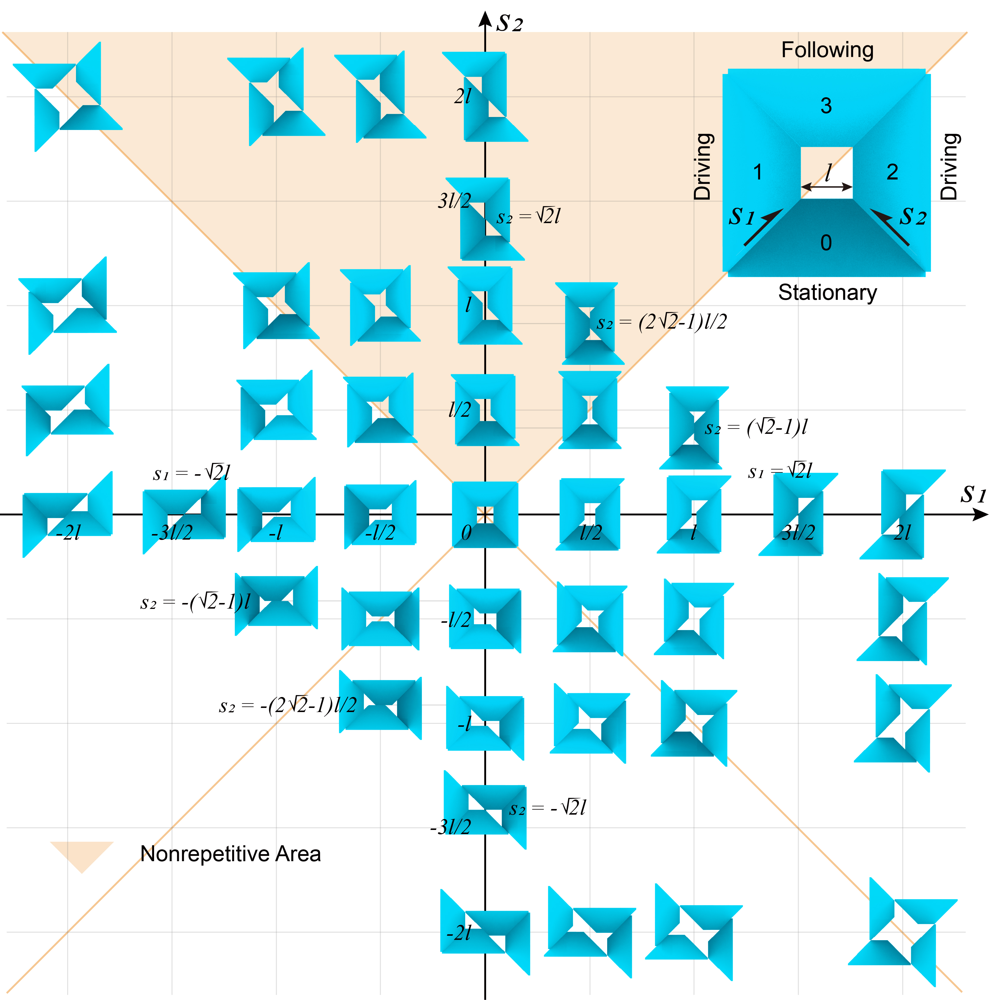 s₂
Following
3
2l
Driving
1
l
2
Driving
3l/2
s₂ = √2l
s₁
s₂
0
Stationary
l
s₂ = (2√2-1)l/2
l/2
s₂ = (√2-1)l
s₁ = -√2l
s₁ = √2l
s₁
-2l
-3l/2
-l
-l/2
0
l/2
l
3l/2
2l
s₂ = -(√2-1)l
-l/2
s₂ = -(2√2-1)l/2
-l
s₂ = -√2l
-3l/2
Nonrepetitive Area
-2l